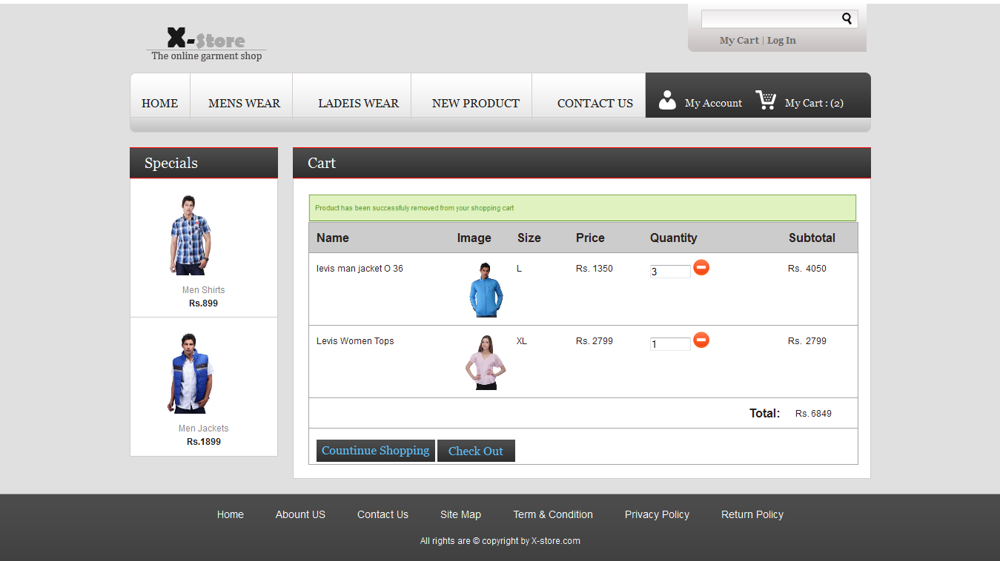 My Cart | Log In
X-Store
The online garment shop
HOME MENS WEAR LADEIS WEAR NEW PRODUCT CONTACT US My Account My Cart : (2)
Specials
Men Shirts
Rs.899
Men Jackets
Rs.1899
Cart
Product has been successfuly removed from your shopping cart
Name Image Size Price Quantity Subtotal
levis man jacket O 36 L Rs. 1350 3 Rs. 4050
Levis Women Tops XL Rs. 2799 1 Rs. 2799
Total: Rs. 6849
Countinue Shopping Check Out
Home Abount US Contact Us Site Map Term & Condition Privacy Policy Return Policy
All rights are © copyright by X-store.com